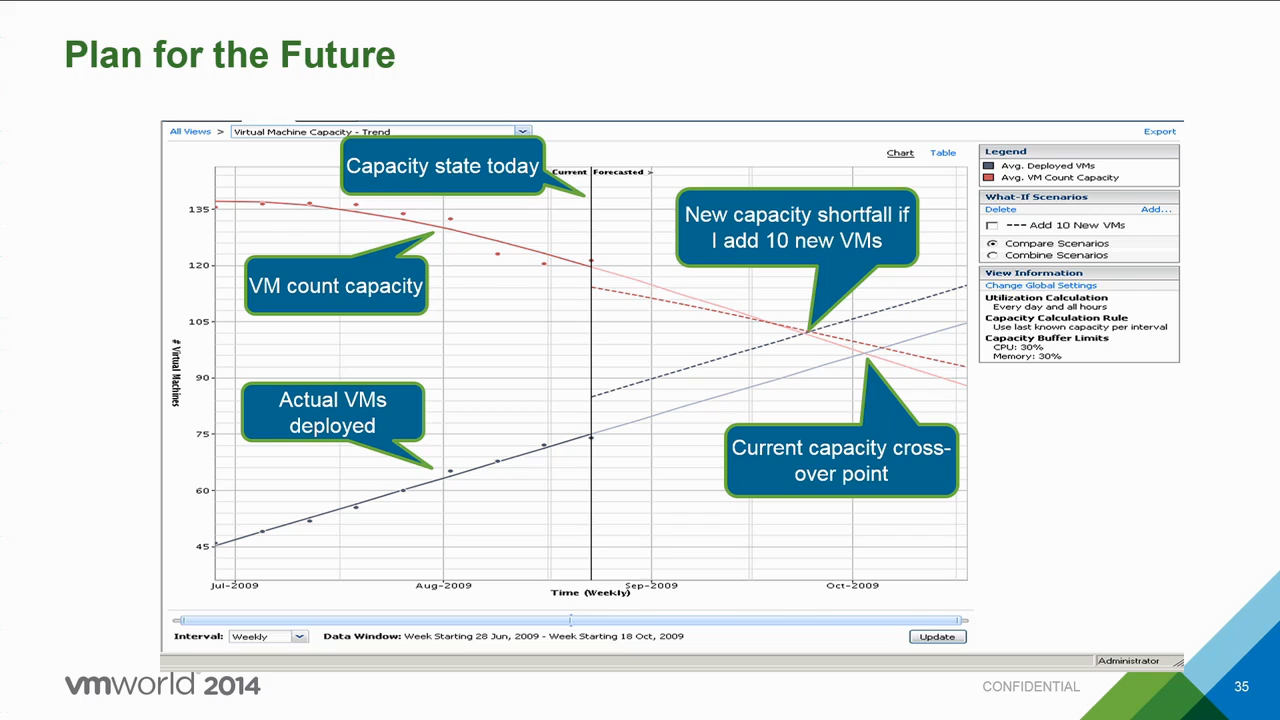 Plan for the Future
All Views > Virtual Machine Capacity - Trend
Export
Chart Table
Capacity state today
Current Forecasted >
New capacity shortfall if
I add 10 new VMs
VM count capacity
Actual VMs
deployed
Current capacity cross-
over point
# Virtual Machines
135
120
105
90
75
60
45
Jul-2009 Aug-2009 Sep-2009 Oct-2009
Time (Weekly)
Legend
Avg. Deployed VMs
Avg. VM Count Capacity
What-If Scenarios
Delete Add...
--- Add 10 New VMs
Compare Scenarios
Combine Scenarios
View Information
Change Global Settings
Utilization Calculation
Every day and all hours
Capacity Calculation Rule
Use last known capacity per interval
Capacity Buffer Limits
CPU: 30%
Memory: 30%
Interval: Weekly Data Window: Week Starting 28 Jun, 2009 - Week Starting 18 Oct, 2009 Update
Administrator
vmworld 2014
CONFIDENTIAL 35